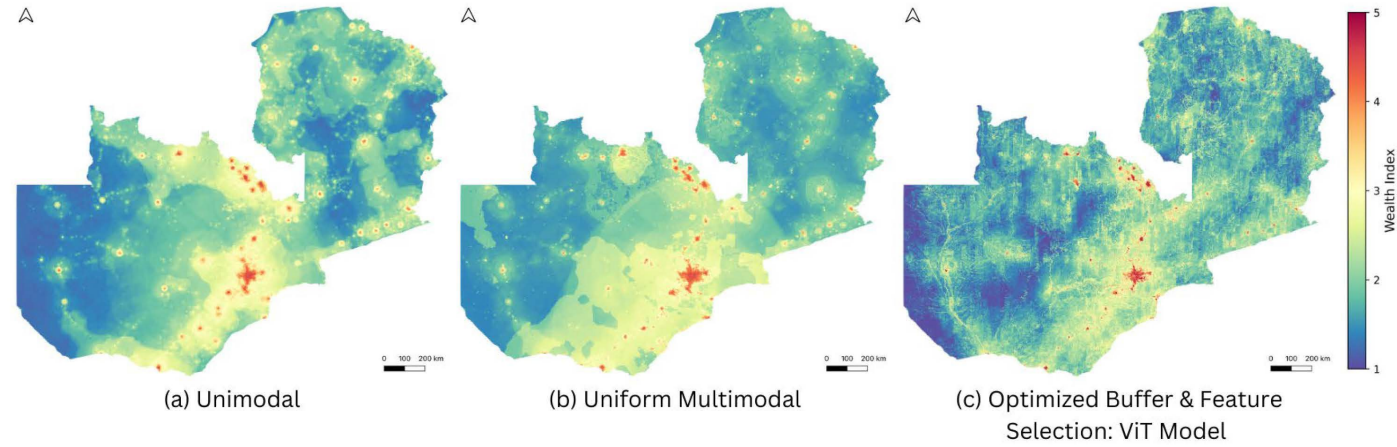 5
4
3
2
1
Wealth Index
0 100 200 km
0 100 200 km
0 100 200 km
(a) Unimodal
(b) Uniform Multimodal
(c) Optimized Buffer & Feature
Selection: ViT Model